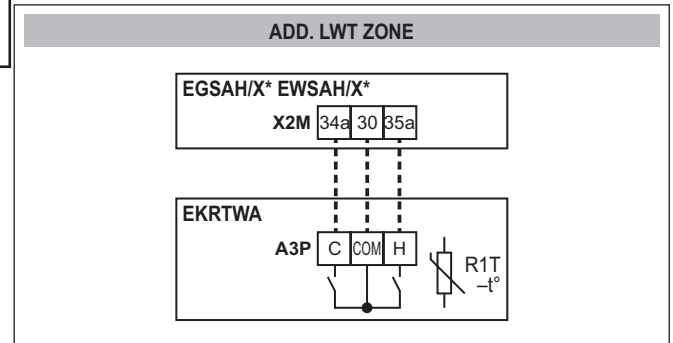 ADD. LWT ZONE
EGSAH/X* EWSAH/X*
X2M 34a 30 35a
EKRTWA
A3P C COM H
R1T
–t°